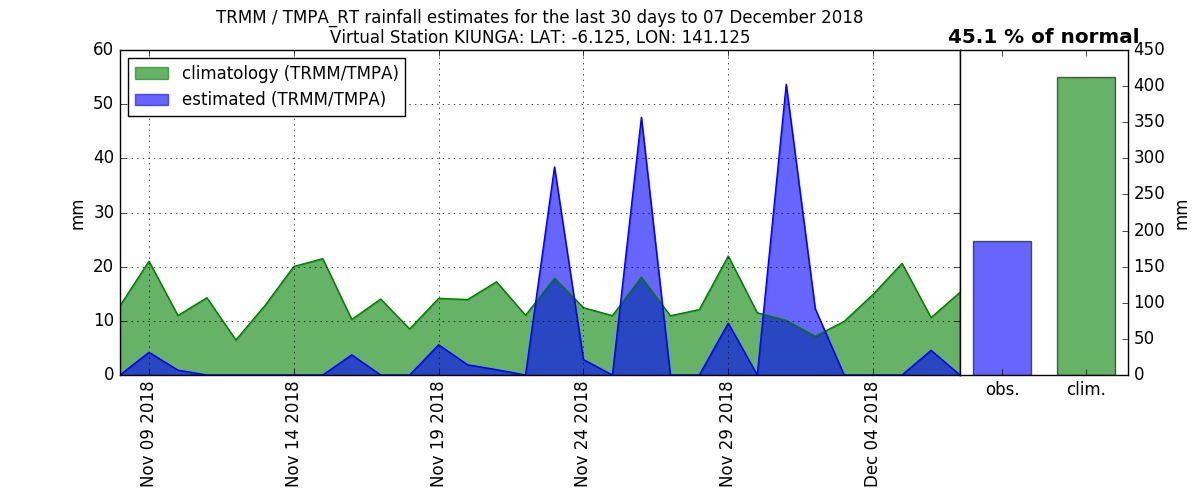 TRMM / TMPA_RT rainfall estimates for the last 30 days to 07 December 2018
Virtual Station KIUNGA: LAT: -6.125, LON: 141.125
45.1 % of normal
climatology (TRMM/TMPA)
estimated (TRMM/TMPA)
60
50
40
30
20
10
0
mm
Nov 09 2018
Nov 14 2018
Nov 19 2018
Nov 24 2018
Nov 29 2018
Dec 04 2018
450
400
350
300
250
200
150
100
50
0
mm
obs.
clim.